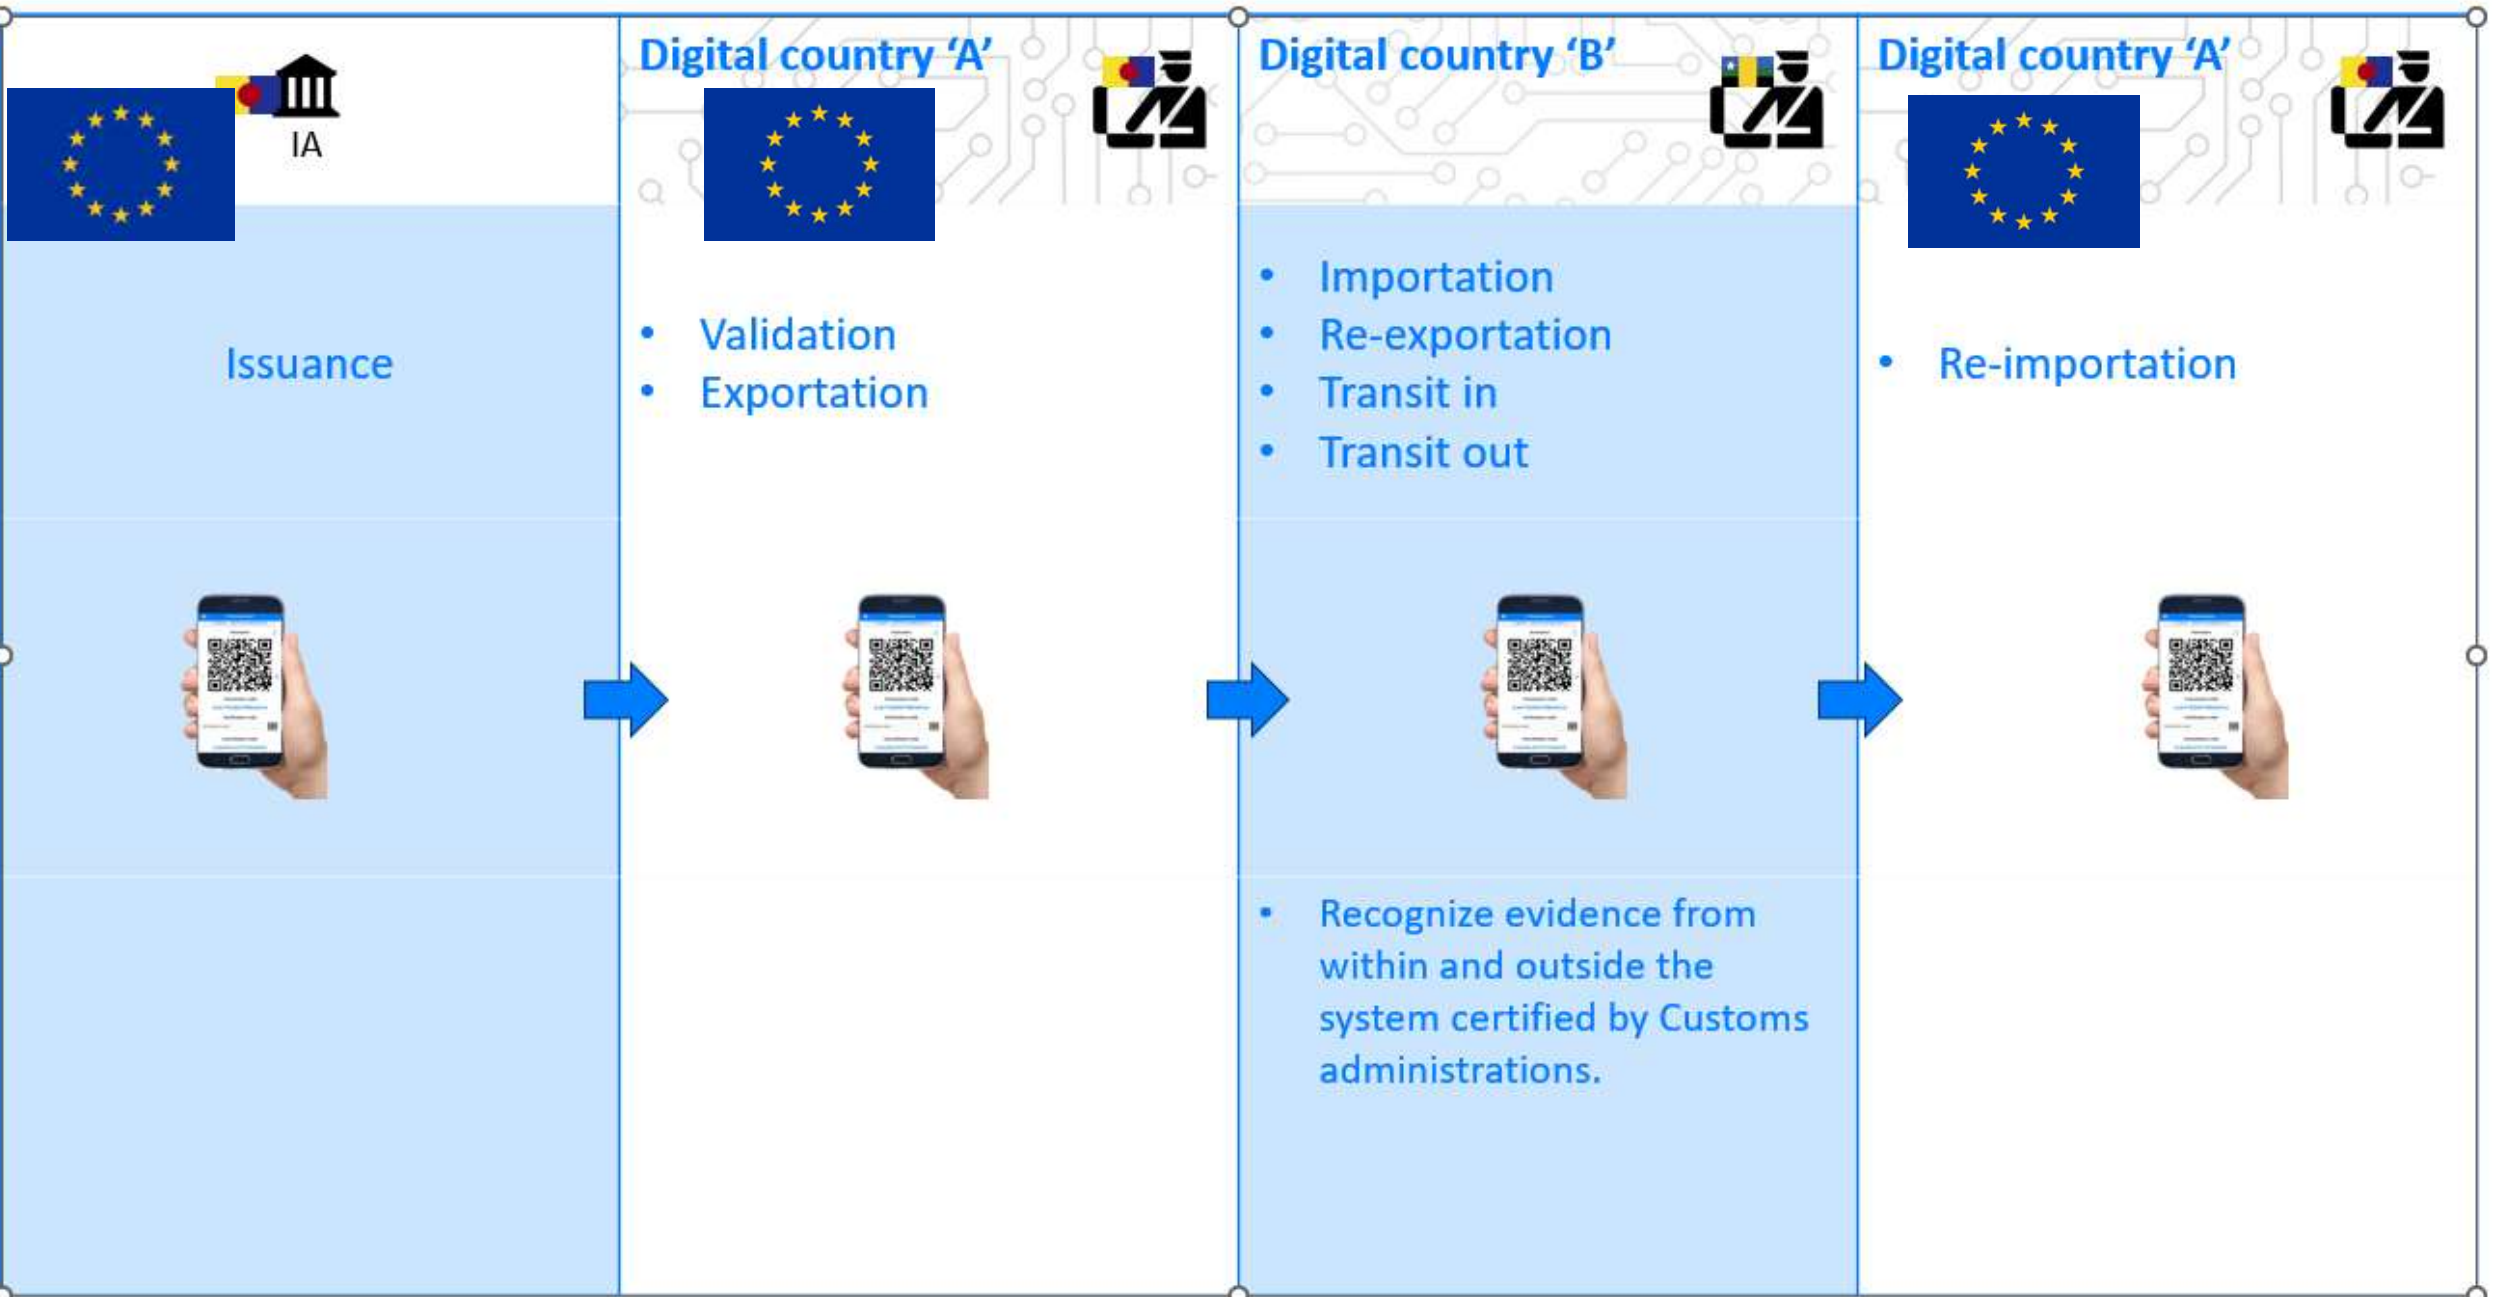 IA
Digital country ‘A’
Digital country ‘B’
Digital country ‘A’
Issuance
• Validation
• Exportation
• Importation
• Re-exportation
• Transit in
• Transit out
• Re-importation
• Recognize evidence from
within and outside the
system certified by Customs
administrations.